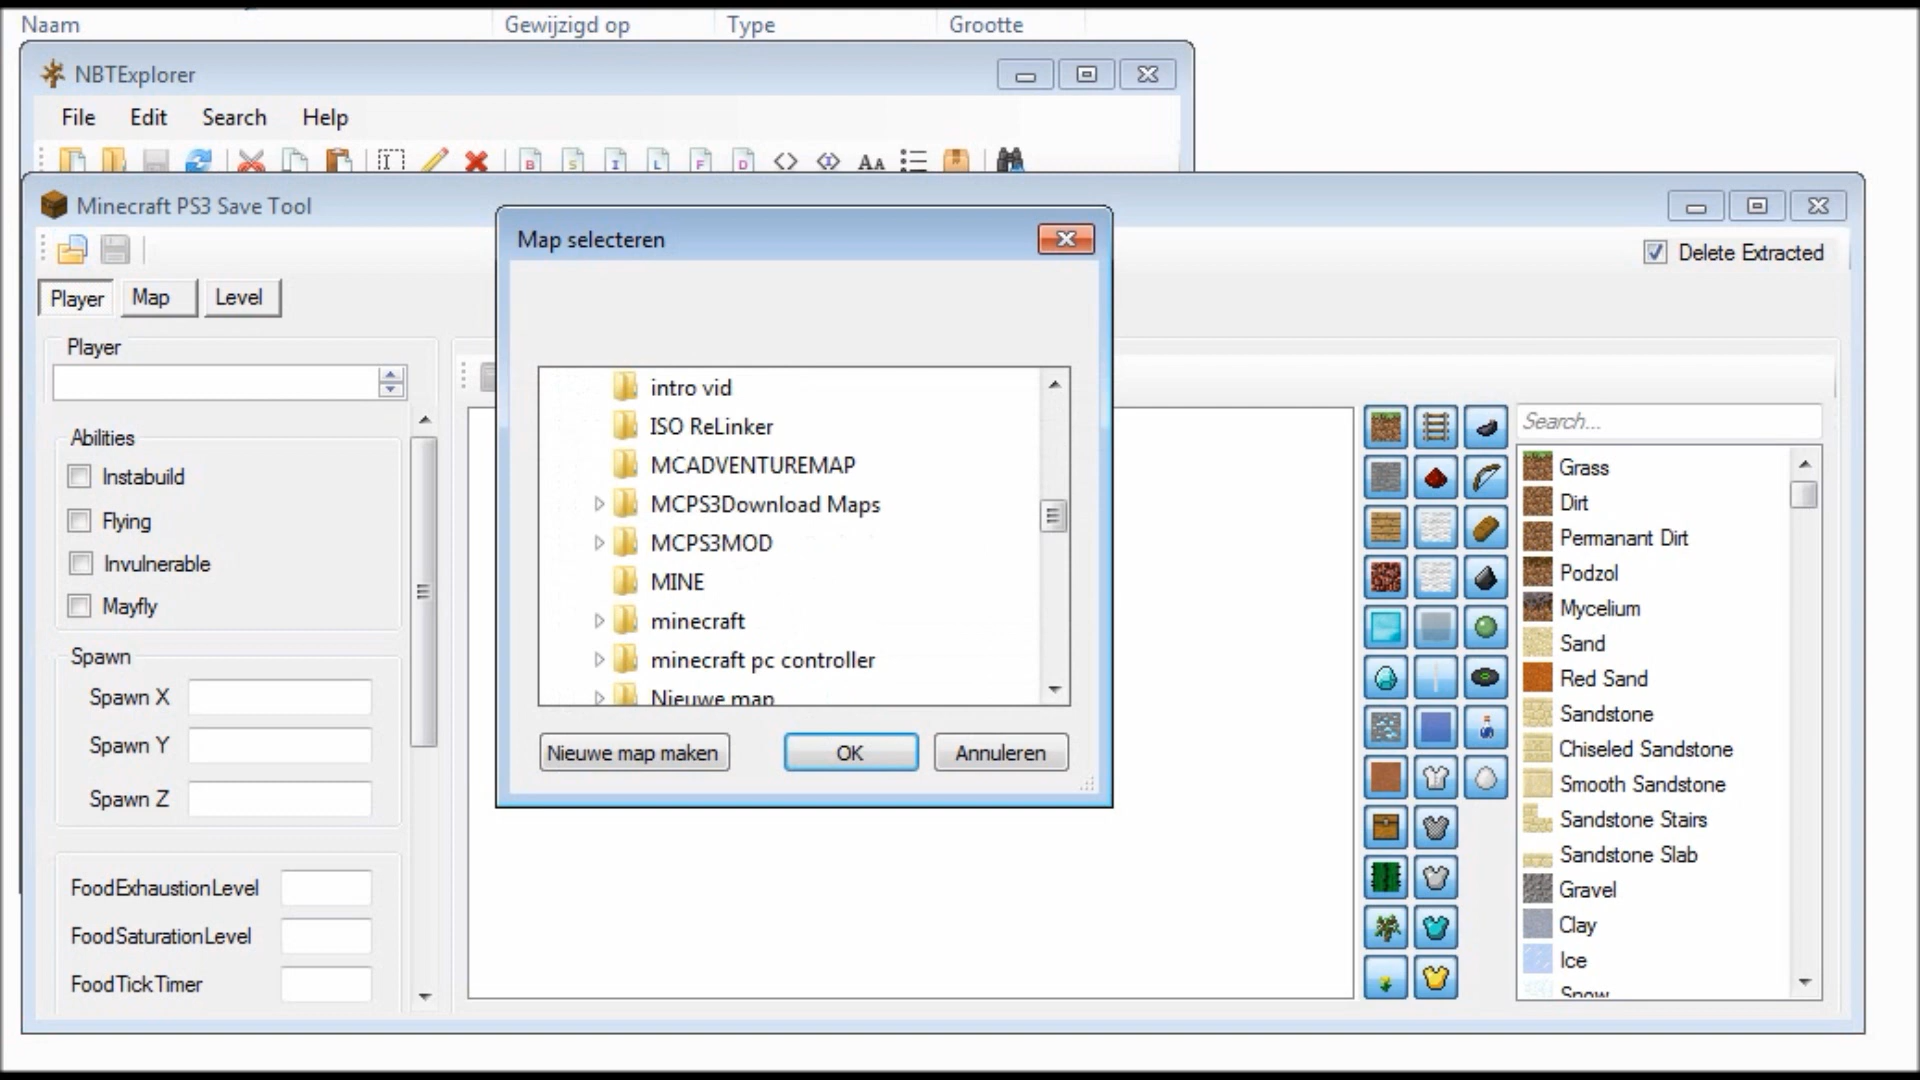 Naam Gewijzigd op Type Grootte
NBTExplorer
File Edit Search Help
B S I L F D AA
Minecraft PS3 Save Tool
Delete Extracted
Player Map Level
Player
Abilities
Instabuild
Flying
Invulnerable
Mayfly
Spawn
Spawn X
Spawn Y
Spawn Z
FoodExhaustionLevel
FoodSaturationLevel
FoodTickTimer
Map selecteren
intro vid
ISO ReLinker
MCADVENTUREMAP
MCPS3Download Maps
MCPS3MOD
MINE
minecraft
minecraft pc controller
Nieuwe map
Nieuwe map maken OK Annuleren
Search...
Grass
Dirt
Permanant Dirt
Podzol
Mycelium
Sand
Red Sand
Sandstone
Chiseled Sandstone
Smooth Sandstone
Sandstone Stairs
Sandstone Slab
Gravel
Clay
Ice
Snow